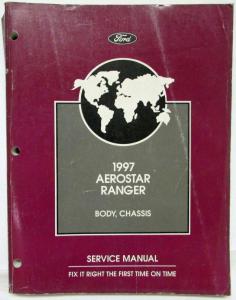 Ford
1997
AEROSTAR
RANGER
BODY, CHASSIS
SERVICE MANUAL
FIX IT RIGHT THE FIRST TIME ON TIME